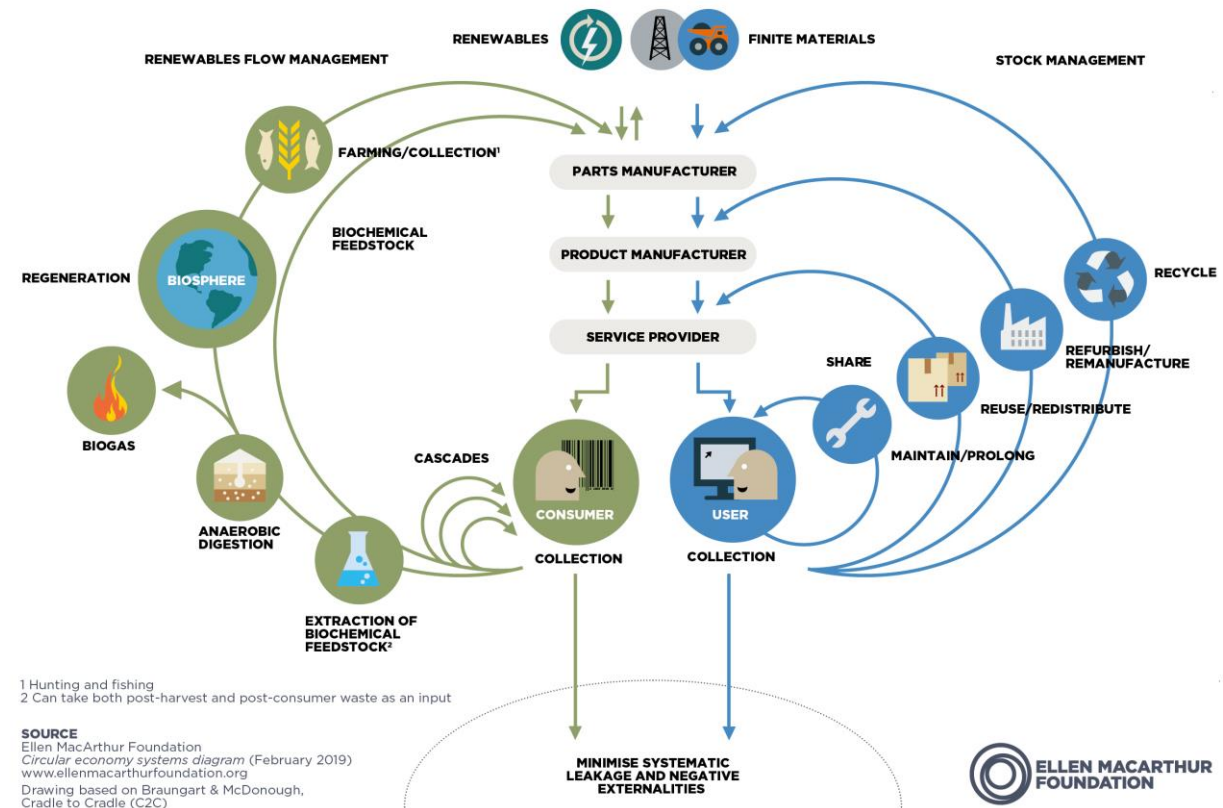 RENEWABLES
FINITE MATERIALS
RENEWABLES FLOW MANAGEMENT
STOCK MANAGEMENT
FARMING/COLLECTION¹
PARTS MANUFACTURER
BIOCHEMICAL
FEEDSTOCK
PRODUCT MANUFACTURER
REGENERATION
BIOSPHERE
RECYCLE
SERVICE PROVIDER
SHARE
REFURBISH/
REMANUFACTURE
REUSE/REDISTRIBUTE
BIOGAS
CASCADES
MAINTAIN/PROLONG
CONSUMER
USER
ANAEROBIC
DIGESTION
COLLECTION
COLLECTION
EXTRACTION OF
BIOCHEMICAL
FEEDSTOCK²
1 Hunting and fishing
2 Can take both post-harvest and post-consumer waste as an input
SOURCE
Ellen MacArthur Foundation
Circular economy systems diagram (February 2019)
www.ellenmacarthurfoundation.org
Drawing based on Braungart & McDonough,
Cradle to Cradle (C2C)
MINIMISE SYSTEMATIC
LEAKAGE AND NEGATIVE
EXTERNALITIES
ELLEN MACARTHUR
FOUNDATION